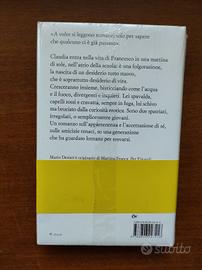 «A volte si leggono romanzi solo per sapere
che qualcuno ci è già passato».
Claudia entra nella vita di Francesco in una mattina
di sole, nell'atrio della scuola: è una folgorazione,
la nascita di un desiderio tutto nuovo,
che è soprattutto desiderio di vita.
Cresceranno insieme, bisticciando come l'acqua
e il fuoco, divergenti e inquieti. Lei spavalda,
capelli rossi e cravatta, sempre in fuga, lui schivo
ma bruciato dalla curiosità erotica. Sono due spatriati,
irregolari, o semplicemente giovani.
Un romanzo sull'appartenenza e l'accettazione di sé,
sulle amicizie tenaci, su una generazione
che ha guardato lontano per trovarsi.
Mario Desiati è originario di Martina Franca. Per Einaudi
subito.it